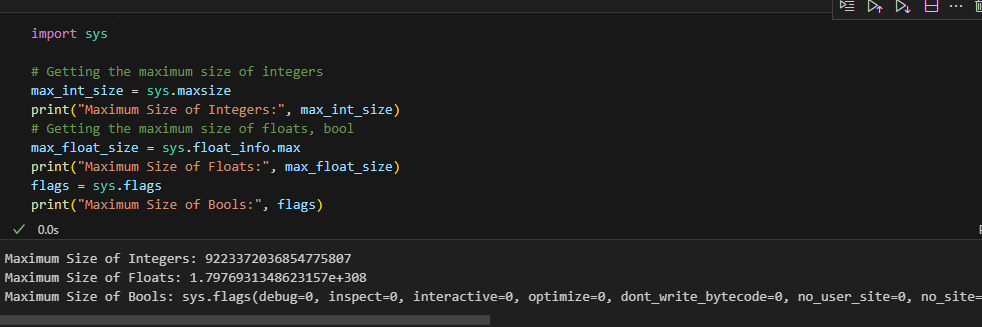 import sys
# Getting the maximum size of integers
max_int_size = sys.maxsize
print("Maximum Size of Integers:", max_int_size)
# Getting the maximum size of floats, bool
max_float_size = sys.float_info.max
print("Maximum Size of Floats:", max_float_size)
flags = sys.flags
print("Maximum Size of Bools:", flags)
0.0s
Maximum Size of Integers: 9223372036854775807
Maximum Size of Floats: 1.7976931348623157e+308
Maximum Size of Bools: sys.flags(debug=0, inspect=0, interactive=0, optimize=0, dont_write_bytecode=0, no_user_site=0, no_site=